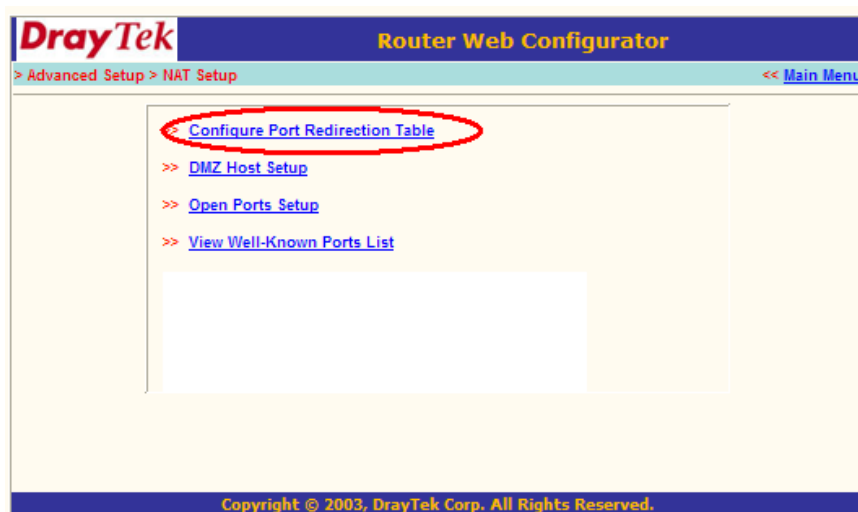 DrayTek
Router Web Configurator
> Advanced Setup > NAT Setup
<< Main Menu
>> Configure Port Redirection Table
>> DMZ Host Setup
>> Open Ports Setup
>> View Well-Known Ports List
Copyright © 2003, DrayTek Corp. All Rights Reserved.